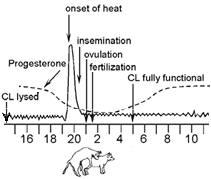 onset of heat
insemination
ovulation
fertilization
Progesterone
CL fully functional
CL lysed
16 18 20 2 4 6 8 10